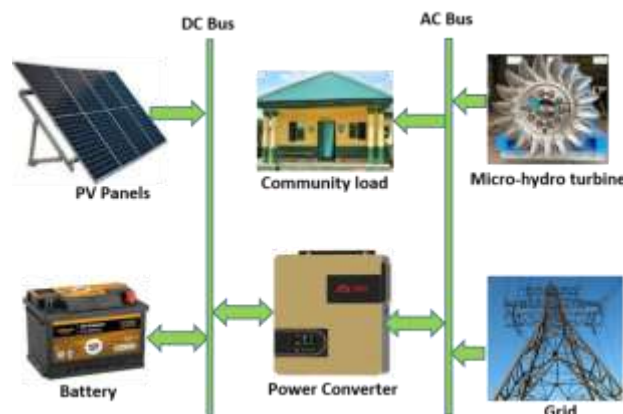 DC Bus
AC Bus
PV Panels
Community load
Micro-hydro turbine
Battery
Power Converter
Grid